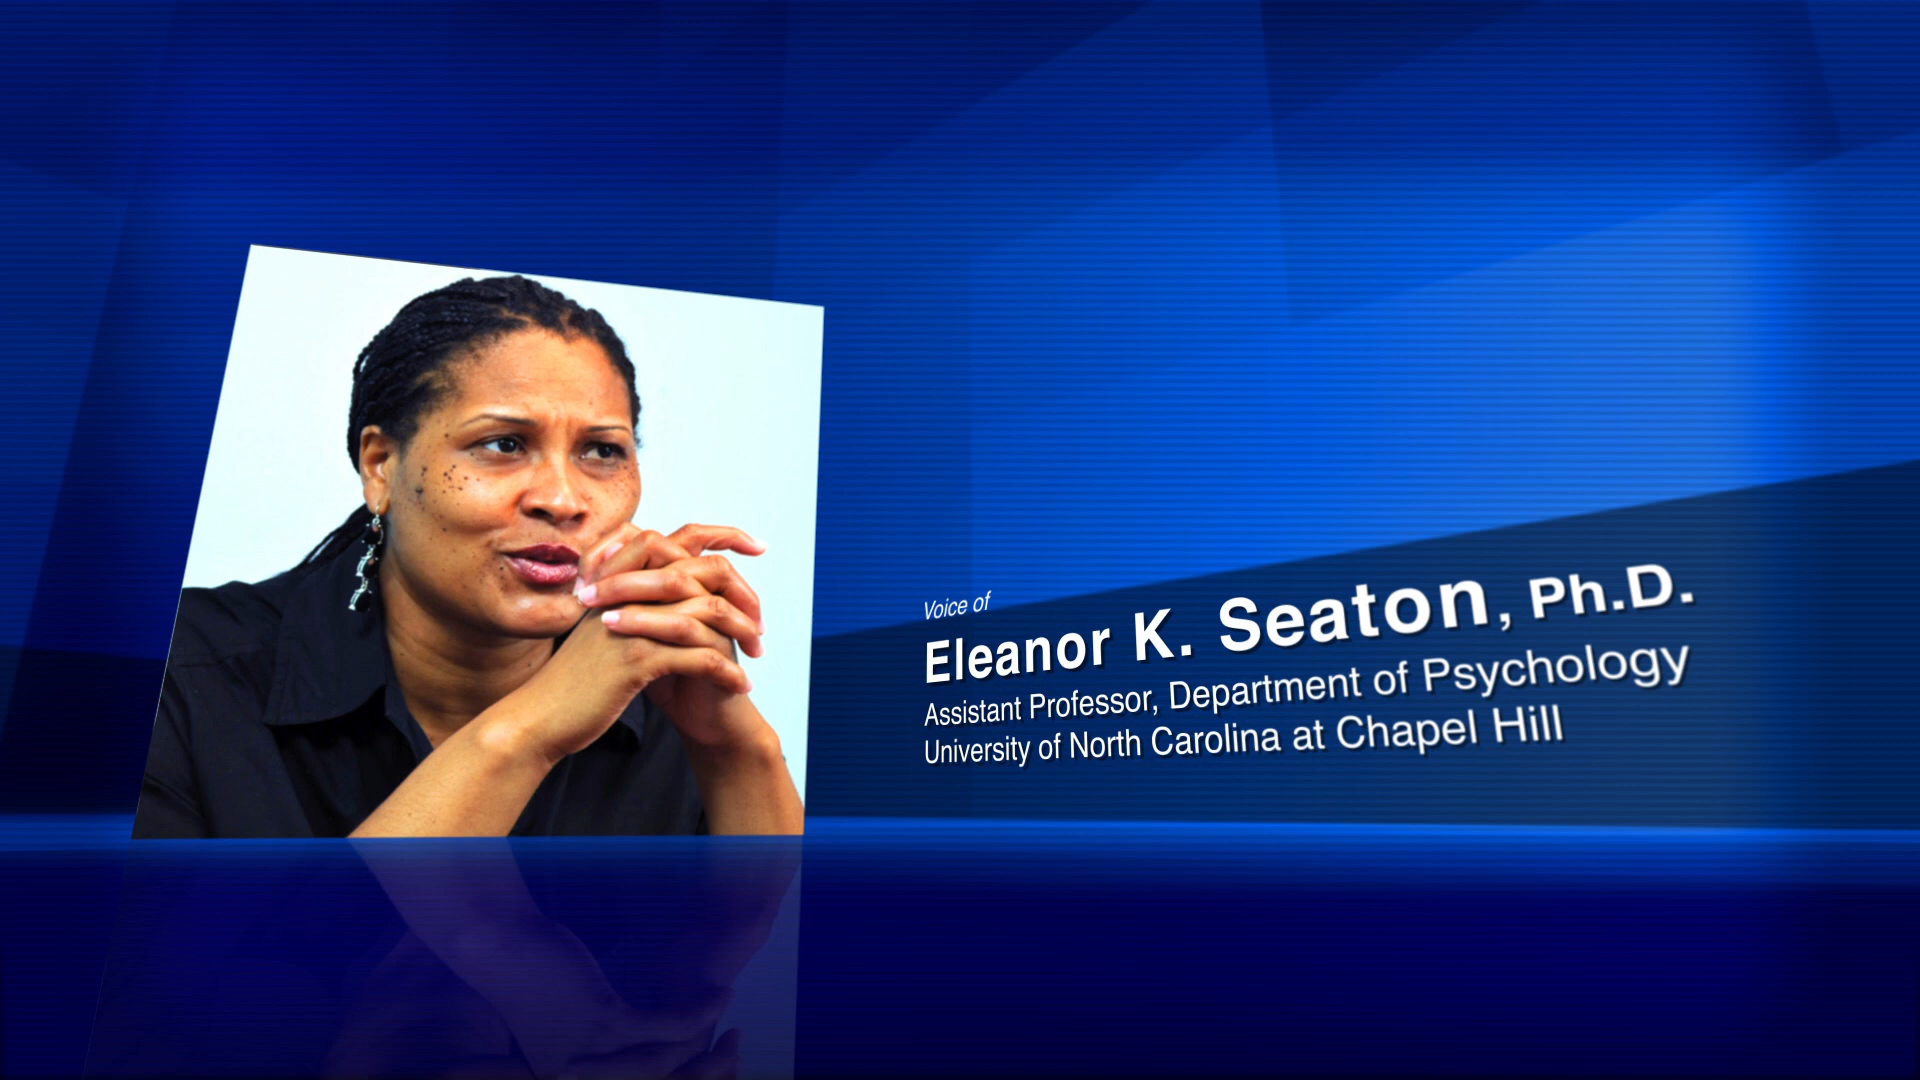 Voice of
Eleanor K. Seaton, Ph.D.
Assistant Professor, Department of Psychology
University of North Carolina at Chapel Hill